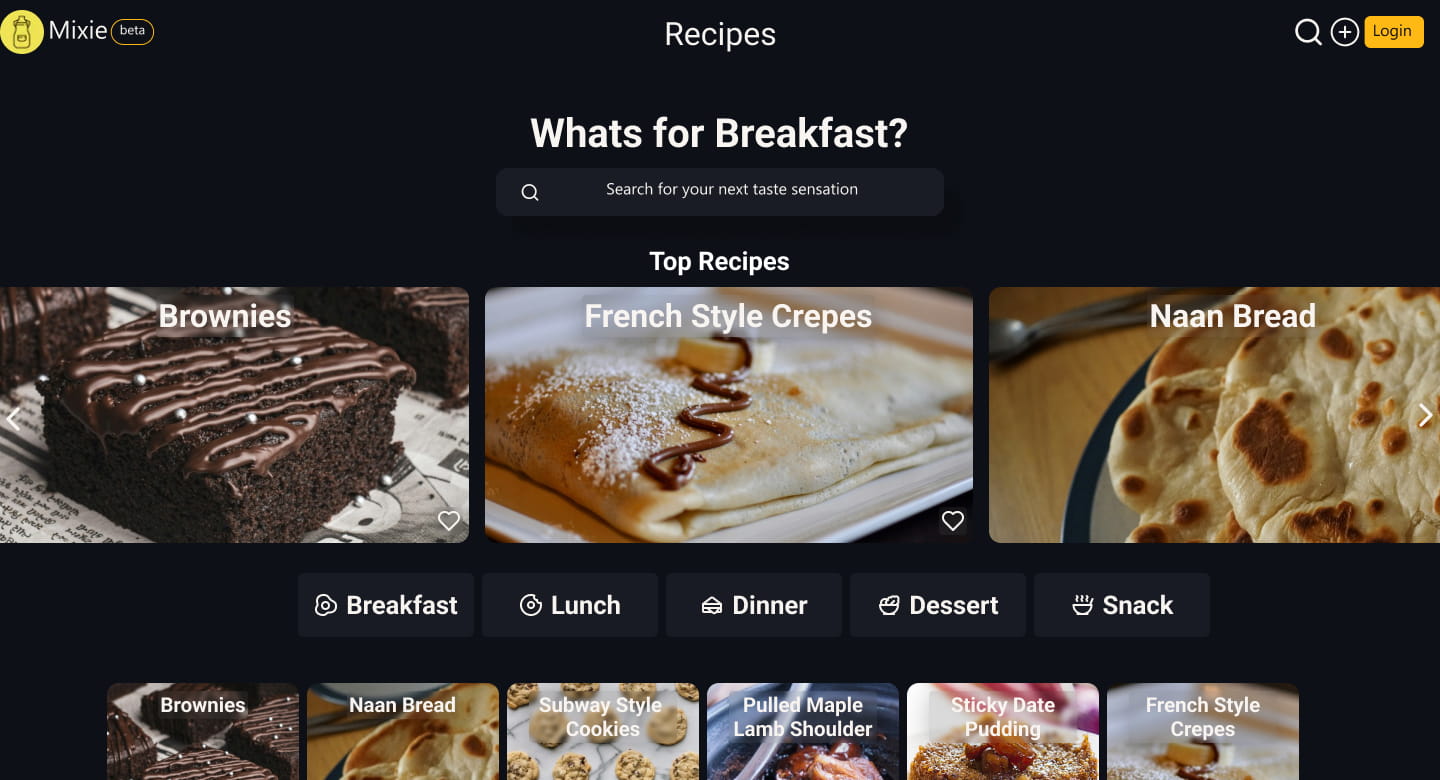 Mixie beta
Recipes
Login
Whats for Breakfast?
Search for your next taste sensation
Top Recipes
Brownies
French Style Crepes
Naan Bread
Breakfast
Lunch
Dinner
Dessert
Snack
Brownies
Naan Bread
Subway Style
Cookies
Pulled Maple
Lamb Shoulder
Sticky Date
Pudding
French Style
Crepes